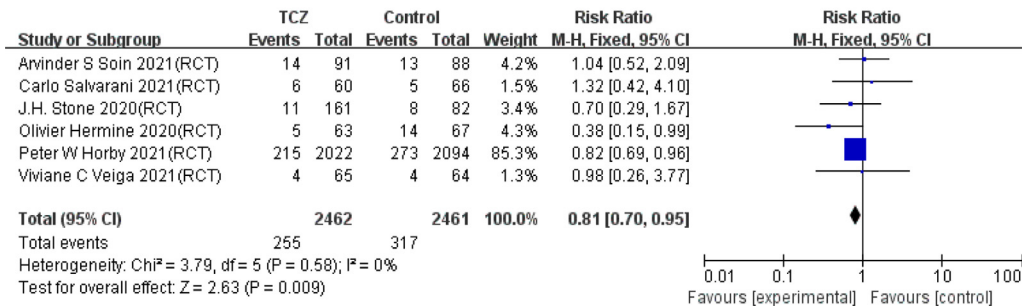 TCZ Control Risk Ratio Risk Ratio
Study or Subgroup Events Total Events Total Weight M-H, Fixed, 95% CI M-H, Fixed, 95% CI
Arvinder S Soin 2021(RCT) 14 91 13 88 4.2% 1.04 [0.52, 2.09]
Carlo Salvarani 2021(RCT) 6 60 5 66 1.5% 1.32 [0.42, 4.10]
J.H. Stone 2020(RCT) 11 161 8 82 3.4% 0.70 [0.29, 1.67]
Olivier Hermine 2020(RCT) 5 63 14 67 4.3% 0.38 [0.15, 0.99]
Peter W Horby 2021(RCT) 215 2022 273 2094 85.3% 0.82 [0.69, 0.96]
Viviane C Veiga 2021(RCT) 4 65 4 64 1.3% 0.98 [0.26, 3.77]
Total (95% CI) 2462 2461 100.0% 0.81 [0.70, 0.95]
Total events 255 317
Heterogeneity: Chi² = 3.79, df = 5 (P = 0.58); I² = 0%
Test for overall effect: Z = 2.63 (P = 0.009)
0.01 0.1 1 10 100
Favours [experimental] Favours [control]